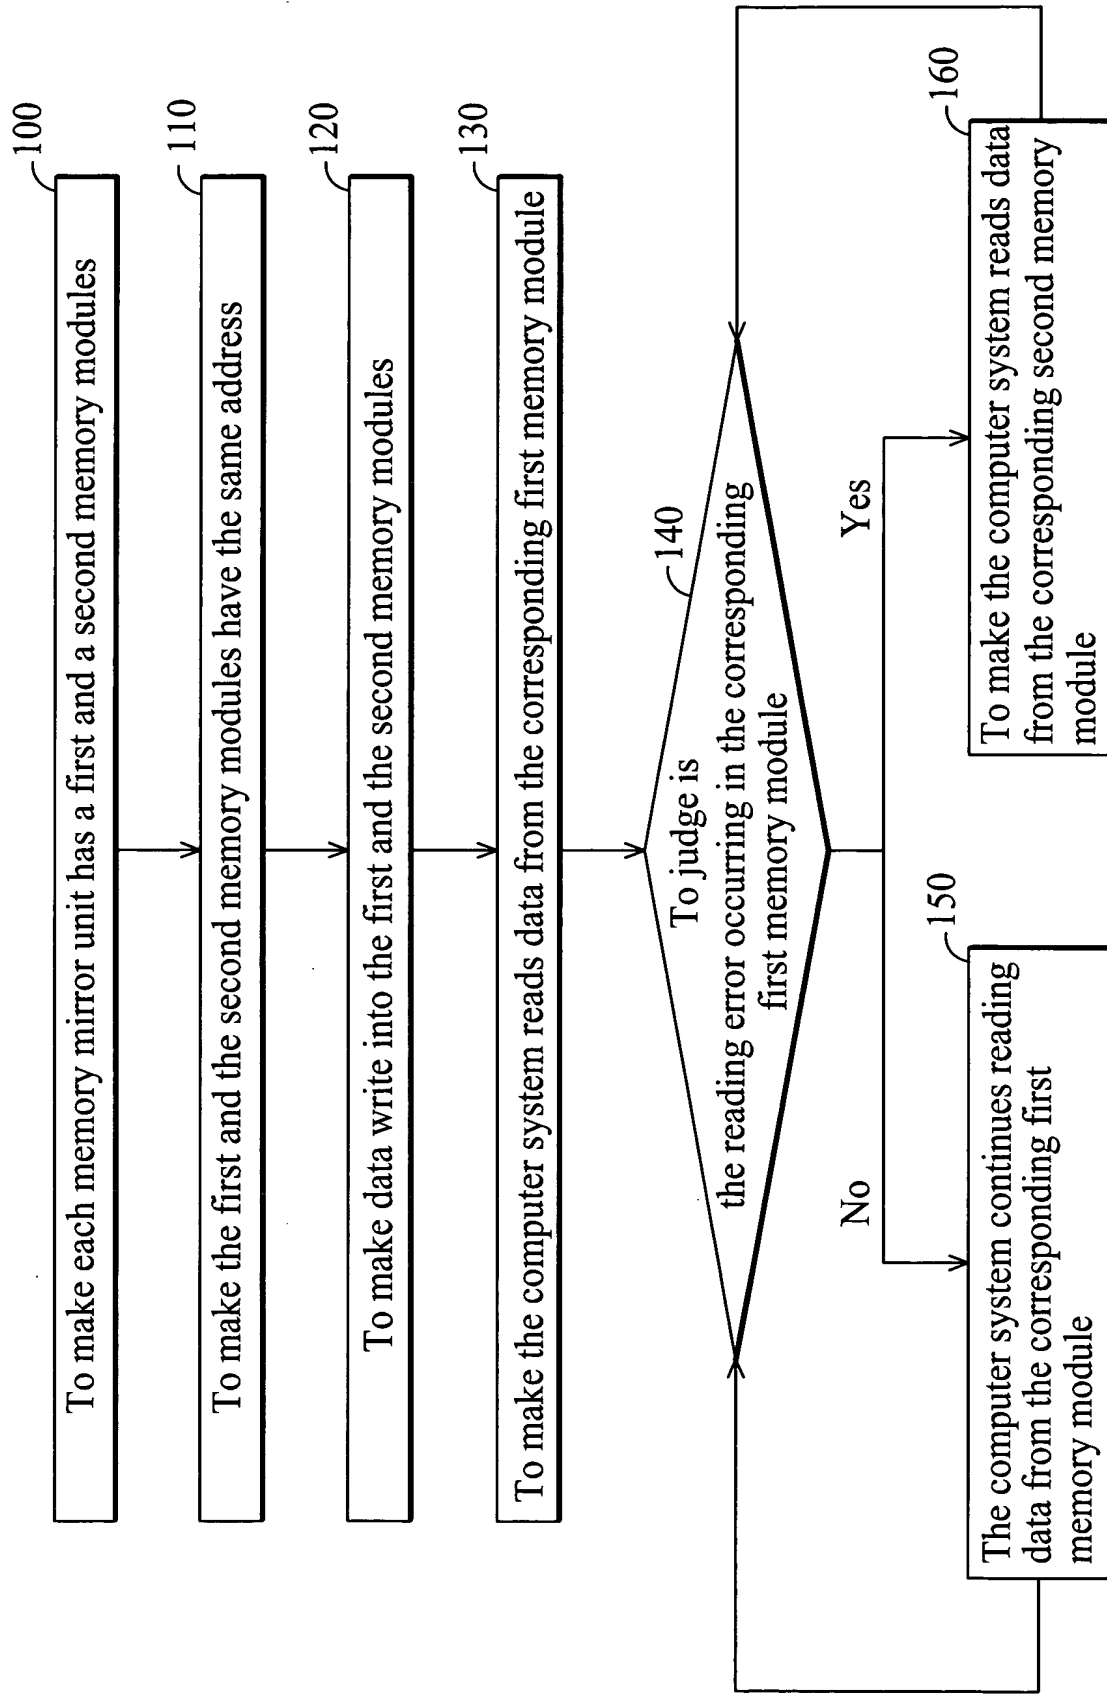 100
To make each memory mirror unit has a first and a second memory modules
110
To make the first and the second memory modules have the same address
120
To make data write into the first and the second memory modules
130
To make the computer system reads data from the corresponding first memory module
140
To judge is
the reading error occurring in the corresponding
first memory module
No
Yes
150
The computer system continues reading
data from the corresponding first
memory module
160
To make the computer system reads data
from the corresponding second memory
module